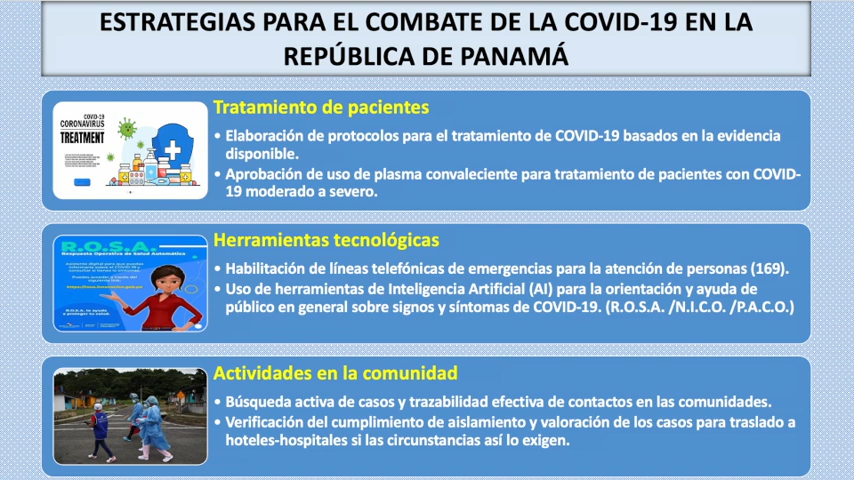 ESTRATEGIAS PARA EL COMBATE DE LA COVID-19 EN LA
REPÚBLICA DE PANAMÁ
COVID-19
CORONAVIRUS
TREATMENT
Tratamiento de pacientes
• Elaboración de protocolos para el tratamiento de COVID-19 basados en la evidencia
disponible.
• Aprobación de uso de plasma convaleciente para tratamiento de pacientes con COVID-
19 moderado a severo.
R.O.S.A.
Respuesta Operativa de Salud Automática
R.O.S.A. te ayuda
a proteger tu salud.
Herramientas tecnológicas
• Habilitación de líneas telefónicas de emergencias para la atención de personas (169).
• Uso de herramientas de Inteligencia Artificial (AI) para la orientación y ayuda de
público en general sobre signos y síntomas de COVID-19. (R.O.S.A. /N.I.C.O. /P.A.C.O.)
Actividades en la comunidad
• Búsqueda activa de casos y trazabilidad efectiva de contactos en las comunidades.
• Verificación del cumplimiento de aislamiento y valoración de los casos para traslado a
hoteles-hospitales si las circunstancias así lo exigen.